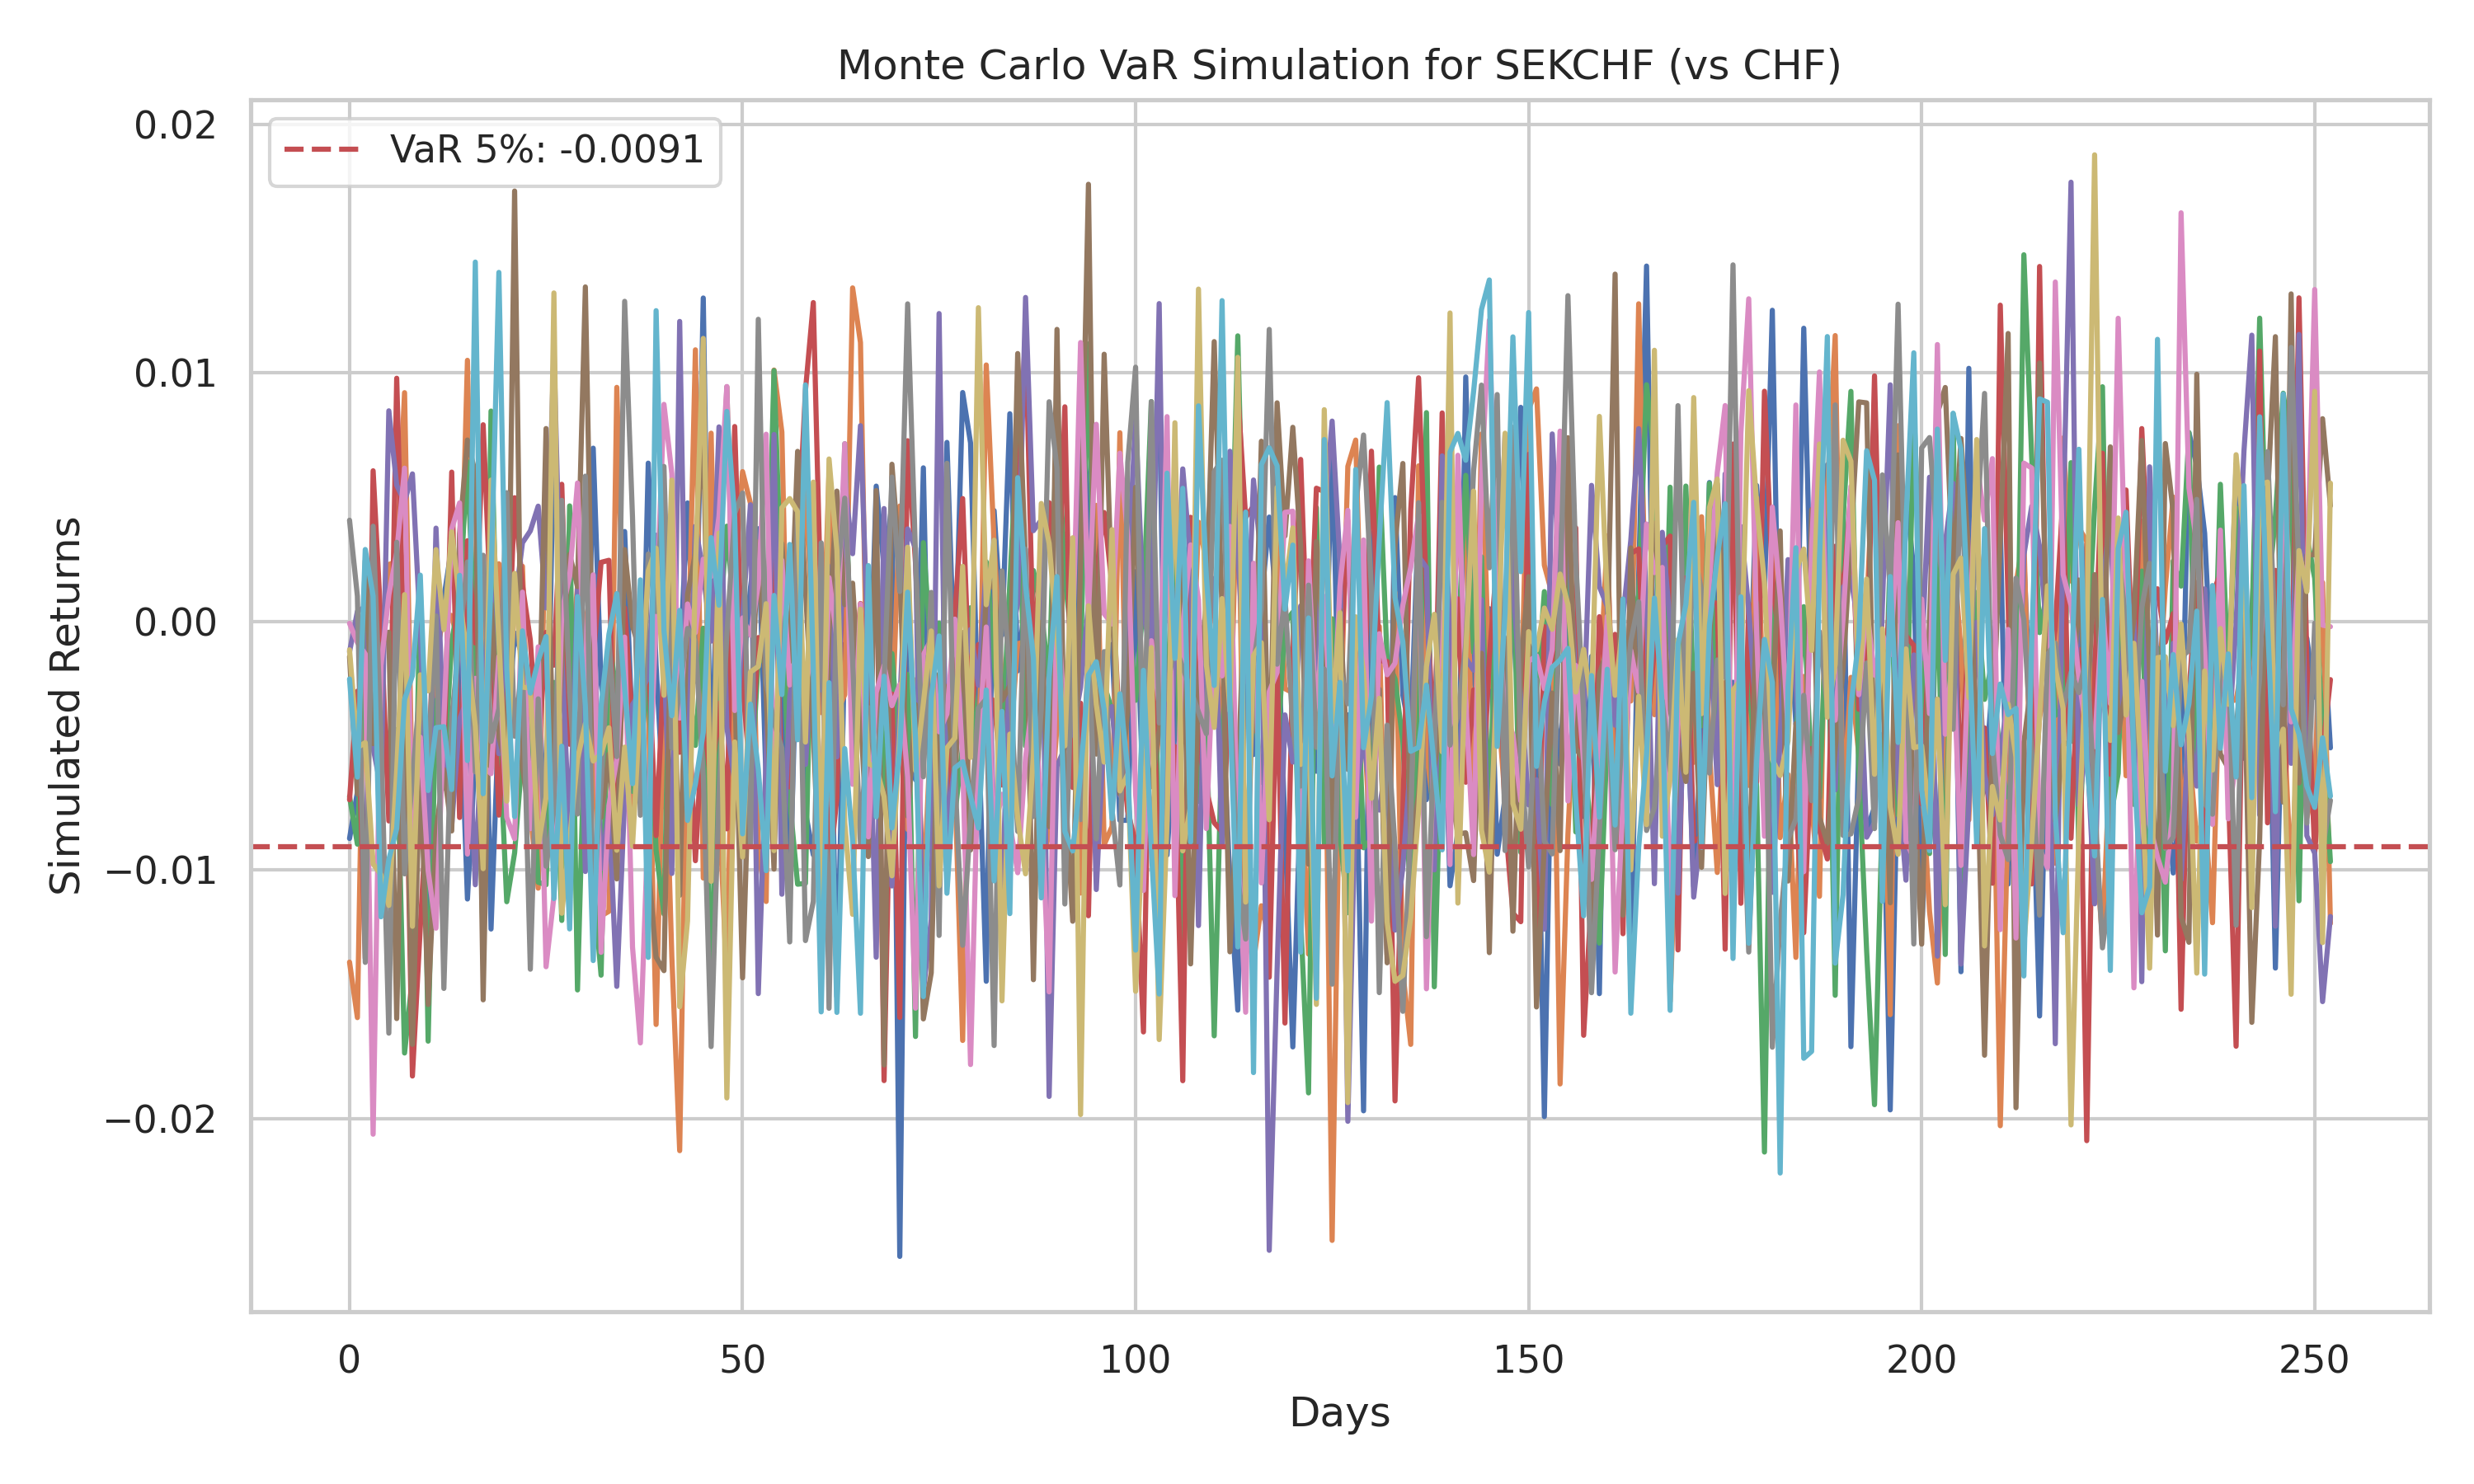 Monte Carlo VaR Simulation for SEKCHF (vs CHF)
VaR 5%: -0.0091
0.02
0.01
0.00
−0.01
−0.02
Simulated Returns
0 50 100 150 200 250
Days